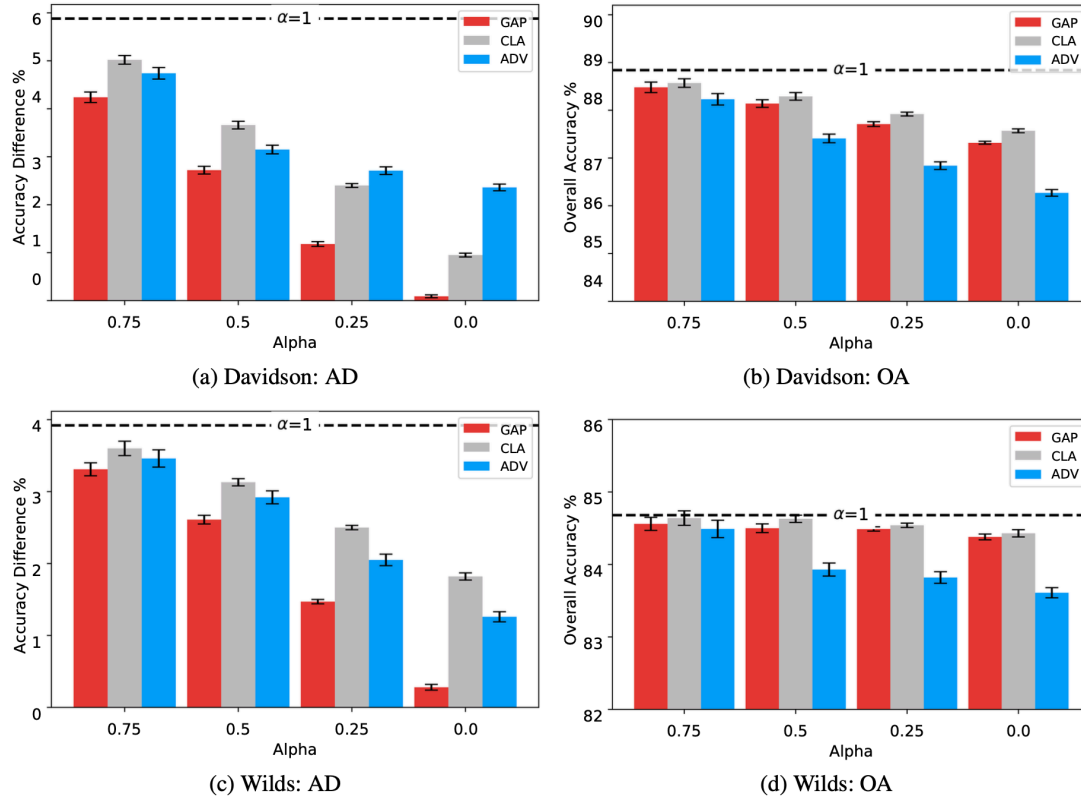 6
5
4
3
2
1
0
Accuracy Difference %
α=1
GAP
CLA
ADV
0.75
0.5
0.25
0.0
Alpha
(a) Davidson: AD
90
89
88
87
86
85
84
Overall Accuracy %
α=1
GAP
CLA
ADV
0.75
0.5
0.25
0.0
Alpha
(b) Davidson: OA
4
3
2
1
0
Accuracy Difference %
α=1
GAP
CLA
ADV
0.75
0.5
0.25
0.0
Alpha
(c) Wilds: AD
86
85
84
83
82
Overall Accuracy %
α=1
GAP
CLA
ADV
0.75
0.5
0.25
0.0
Alpha
(d) Wilds: OA